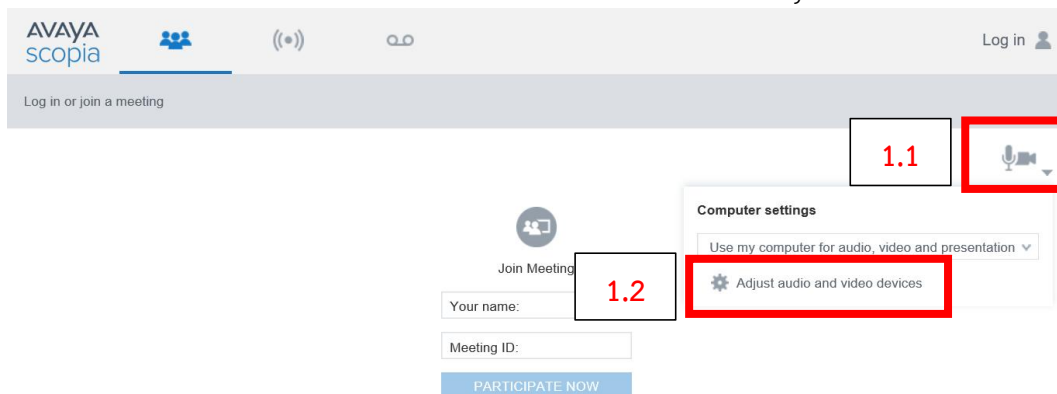 AVAYA
scopia
Log in
Log in or join a meeting
1.1
Computer settings
Use my computer for audio, video and presentation
Join Meeting
1.2
Adjust audio and video devices
Your name:
Meeting ID:
PARTICIPATE NOW